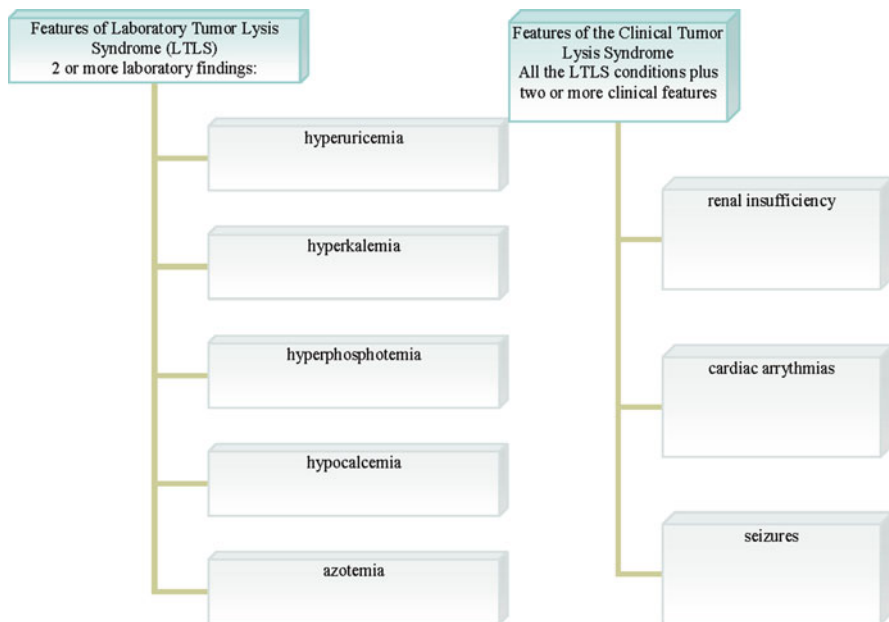 Features of Laboratory Tumor Lysis
Syndrome (LTLS)
2 or more laboratory findings:
hyperuricemia
hyperkalemia
hyperphosphotemia
hypocalcemia
azotemia
Features of the Clinical Tumor
Lysis Syndrome
All the LTLS conditions plus
two or more clinical features
renal insufficiency
cardiac arrythmias
seizures